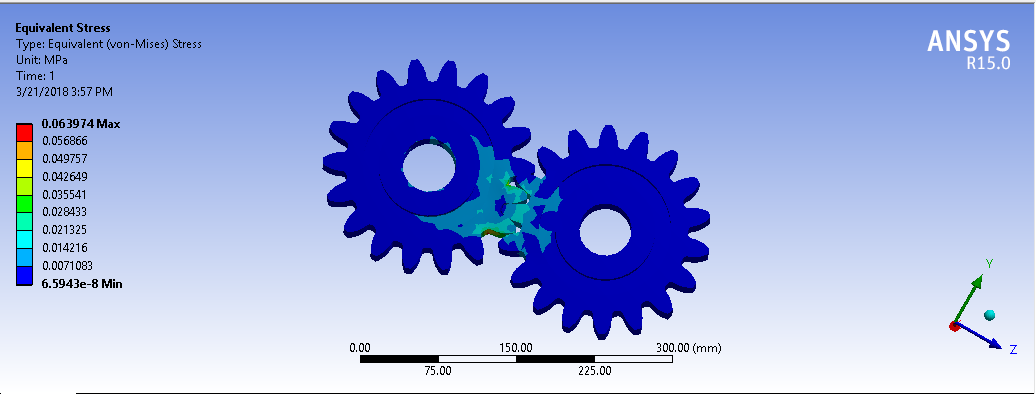 Equivalent Stress
Type: Equivalent (von-Mises) Stress
Unit: MPa
Time: 1
3/21/2018 3:57 PM
0.063974 Max
0.056866
0.049757
0.042649
0.035541
0.028433
0.021325
0.014216
0.0071083
6.5943e-8 Min
ANSYS
R15.0
0.00 150.00 300.00 (mm)
75.00 225.00
Y
Z